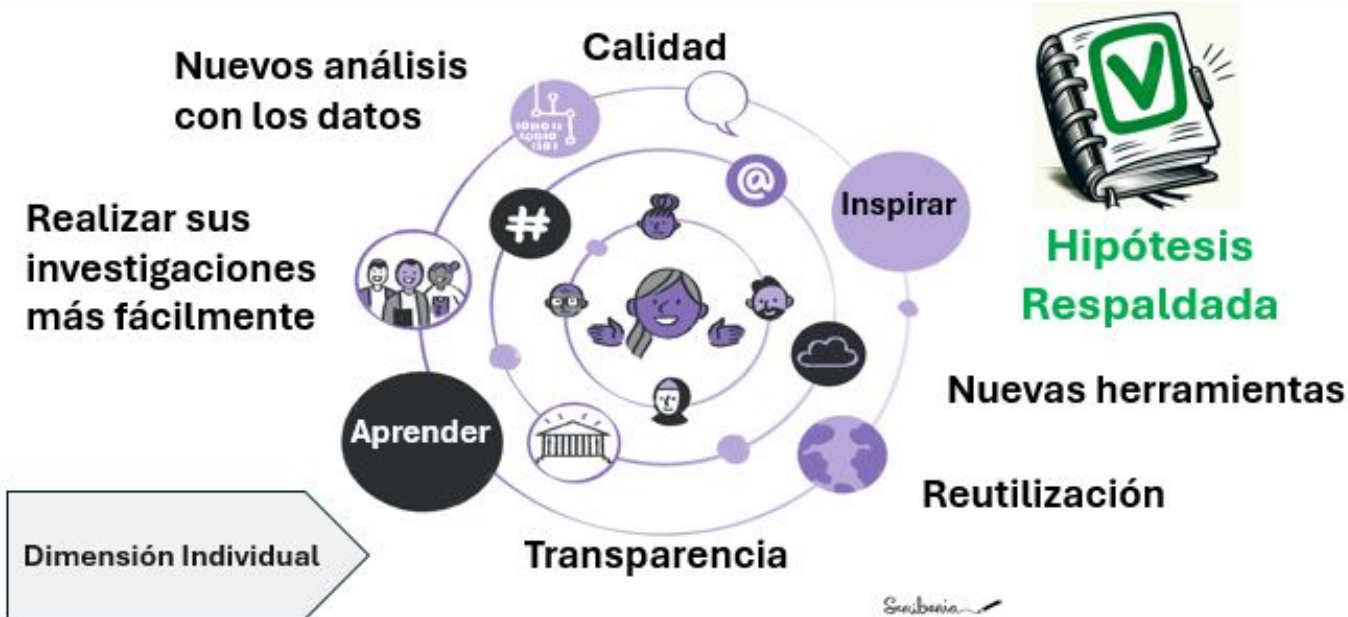 Calidad
Nuevos análisis
con los datos
@
#
Inspirar
Realizar sus
investigaciones
más fácilmente
Hipótesis
Respaldada
Nuevas herramientas
Aprender
Reutilización
Dimensión Individual
Transparencia